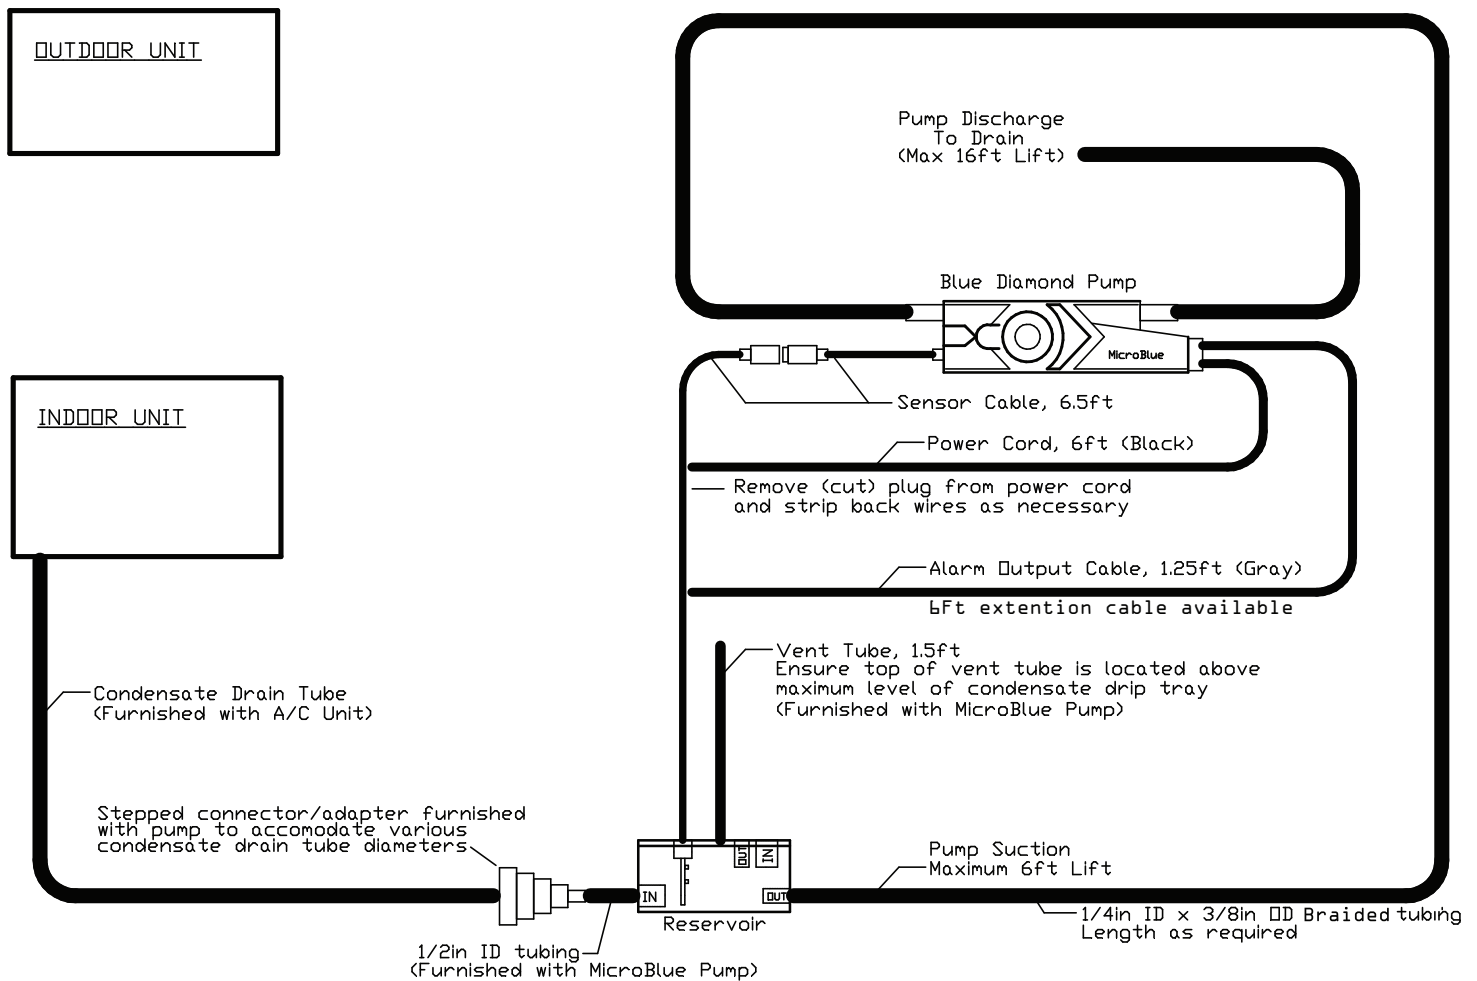 OUTDOOR UNIT
Pump Discharge
To Drain
(Max 16ft Lift)
Blue Diamond Pump
MicroBlue
INDOOR UNIT
Sensor Cable, 6.5ft
Power Cord, 6ft (Black)
Remove (cut) plug from power cord
and strip back wires as necessary
Alarm Output Cable, 1.25ft (Gray)
6Ft extention cable available
Vent Tube, 1.5ft
Ensure top of vent tube is located above
maximum level of condensate drip tray
(Furnished with MicroBlue Pump)
Condensate Drain Tube
(Furnished with A/C Unit)
Stepped connector/adapter furnished
with pump to accomodate various
condensate drain tube diameters
OUT
IN
IN
OUT
Reservoir
Pump Suction
Maximum 6ft Lift
1/4in ID x 3/8in OD Braided tubing
Length as required
1/2in ID tubing
(Furnished with MicroBlue Pump)